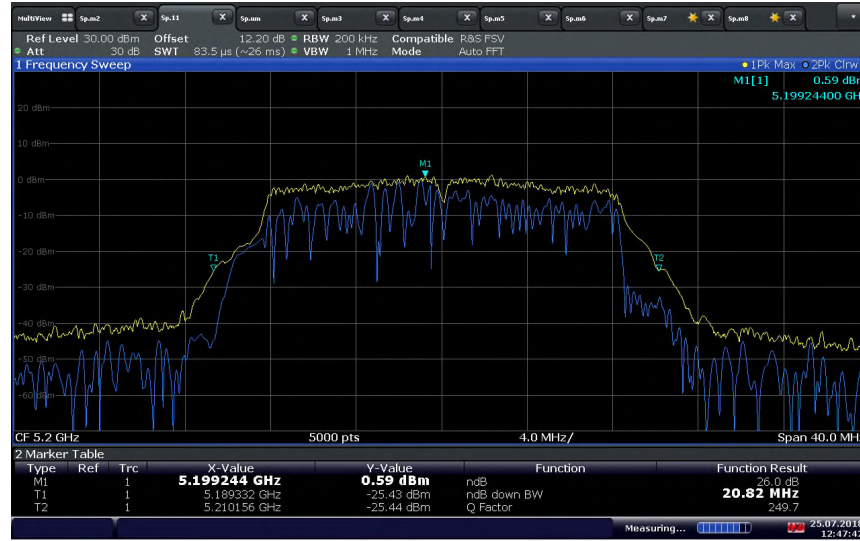 MultiView Sp.m2 X Sp.11 X Sp.um X Sp.m3 X Sp.m4 X Sp.m5 X Sp.m6 X Sp.m7 X Sp.m8 X
Ref Level 30.00 dBm Offset 12.20 dB RBW 200 kHz Compatible R&S FSV
Att 30 dB SWT 83.5 µs (~26 ms) VBW 1 MHz Mode Auto FFT
1 Frequency Sweep 1Pk Max 2Pk Clrw
M1[1] 0.59 dBm
5.19924400 GH
20 dBm
10 dBm
M1
0 dBm
-10 dBm
-20 dBm
T1 T2
-30 dBm
-40 dBm
-50 dBm
-60 dBm
CF 5.2 GHz 5000 pts 4.0 MHz/ Span 40.0 MH
2 Marker Table
Type Ref Trc X-Value Y-Value Function Function Result
M1 1 5.199244 GHz 0.59 dBm ndB 26.0 dB
T1 1 5.189332 GHz -25.43 dBm ndB down BW 20.82 MHz
T2 1 5.210156 GHz -25.44 dBm Q Factor 249.7
Measuring... 25.07.2018
12:47:47